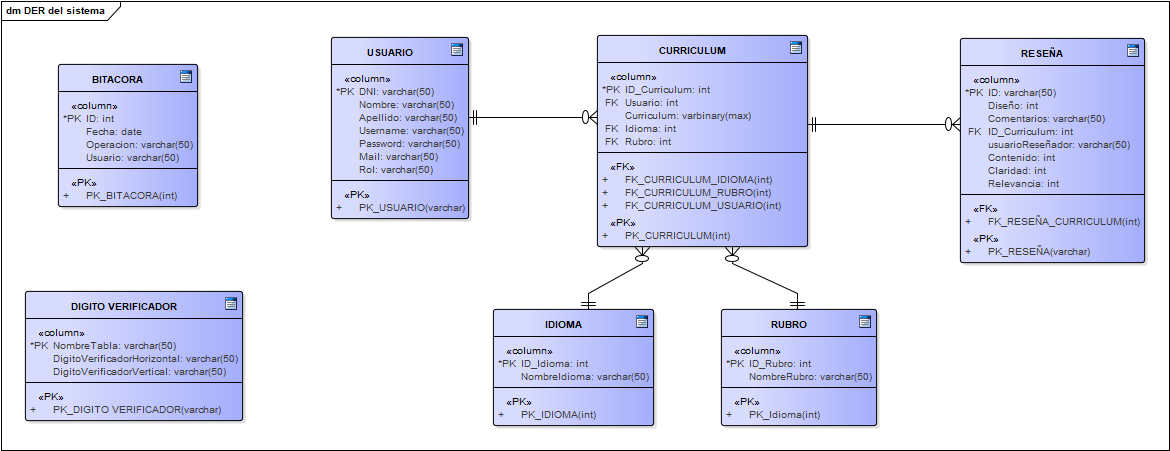 dm DER del sistema
BITACORA
«column»
*PK ID: int
Fecha: date
Operacion: varchar(50)
Usuario: varchar(50)
«PK»
+ PK_BITACORA(int)
USUARIO
«column»
*PK DNI: varchar(50)
Nombre: varchar(50)
Apellido: varchar(50)
Username: varchar(50)
Password: varchar(50)
Mail: varchar(50)
Rol: varchar(50)
«PK»
+ PK_USUARIO(varchar)
CURRICULUM
«column»
*PK ID_Curriculum: int
FK Usuario: int
Curriculum: varbinary(max)
FK Idioma: int
FK Rubro: int
«FK»
+ FK_CURRICULUM_IDIOMA(int)
+ FK_CURRICULUM_RUBRO(int)
+ FK_CURRICULUM_USUARIO(int)
«PK»
+ PK_CURRICULUM(int)
RESEÑA
«column»
*PK ID: varchar(50)
Diseño: int
Comentarios: varchar(50)
FK ID_Curriculum: int
usuarioReseñador: varchar(50)
Contenido: int
Claridad: int
Relevancia: int
«FK»
+ FK_RESEÑA_CURRICULUM(int)
«PK»
+ PK_RESEÑA(varchar)
DIGITO VERIFICADOR
«column»
*PK NombreTabla: varchar(50)
DigitoVerificadorHorizontal: varchar(50)
DigitoVerificadorVertical: varchar(50)
«PK»
+ PK_DIGITO VERIFICADOR(varchar)
IDIOMA
«column»
*PK ID_Idioma: int
NombreIdioma: varchar(50)
«PK»
+ PK_IDIOMA(int)
RUBRO
«column»
*PK ID_Rubro: int
NombreRubro: varchar(50)
«PK»
+ PK_Idioma(int)